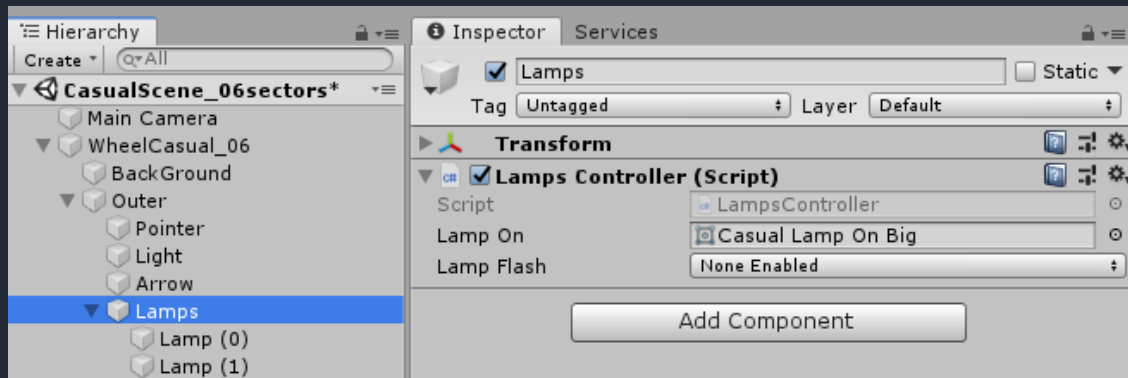 Hierarchy
Create
All
CasualScene_06sectors*
Main Camera
WheelCasual_06
BackGround
Outer
Pointer
Light
Arrow
Lamps
Lamp (0)
Lamp (1)
Inspector Services
Lamps Static
Tag Untagged Layer Default
Transform
C# Lamps Controller (Script)
Script LampsController
Lamp On Casual Lamp On Big
Lamp Flash None Enabled
Add Component